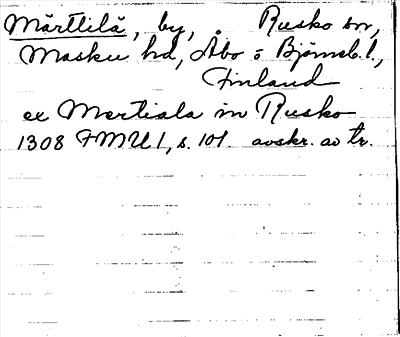 Märttilä, by, Rusko sn,
Masku hd, Åbo o Björneb. l.,
Finland
ex Mertiala in Rusko
1308 FMU 1, s. 101. avskr. av tr.